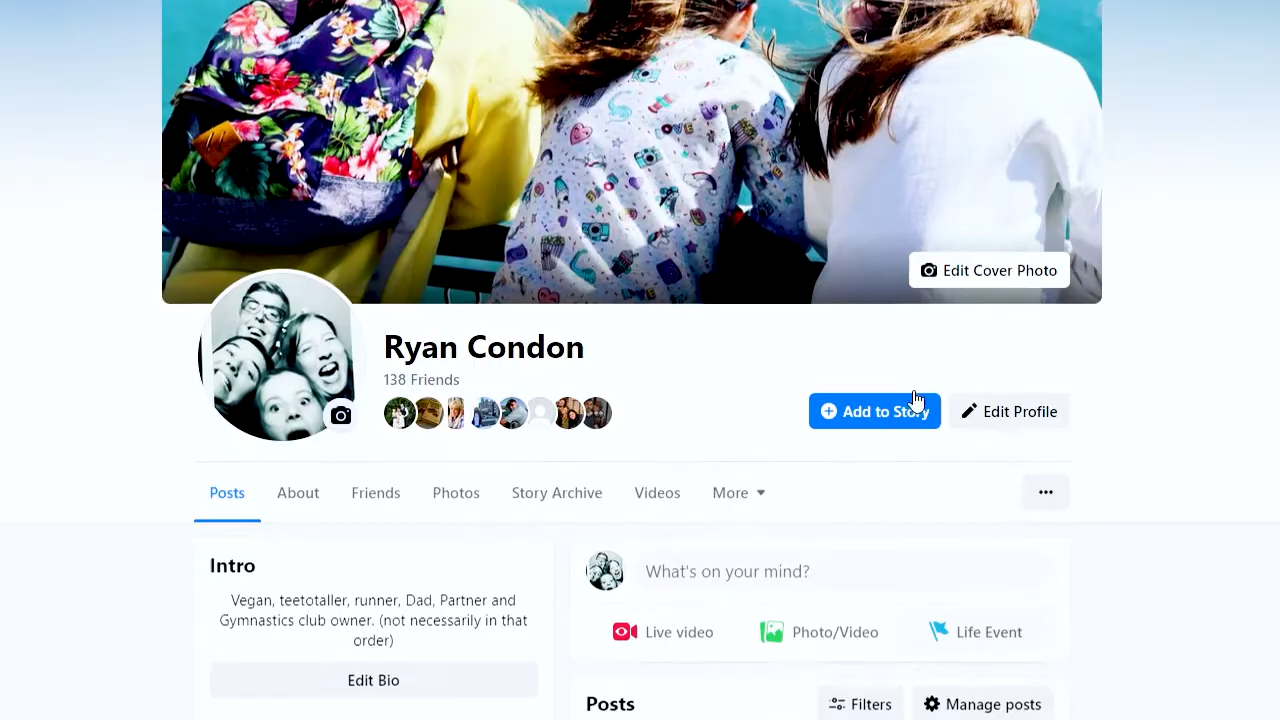 LOVE
Edit Cover Photo
Ryan Condon
138 Friends
Add to Story
Edit Profile
Posts
About
Friends
Photos
Story Archive
Videos
More
Intro
Vegan, teetotaller, runner, Dad, Partner and
Gymnastics club owner. (not necessarily in that
order)
Edit Bio
What's on your mind?
Live video
Photo/Video
Life Event
Posts
Filters
Manage posts